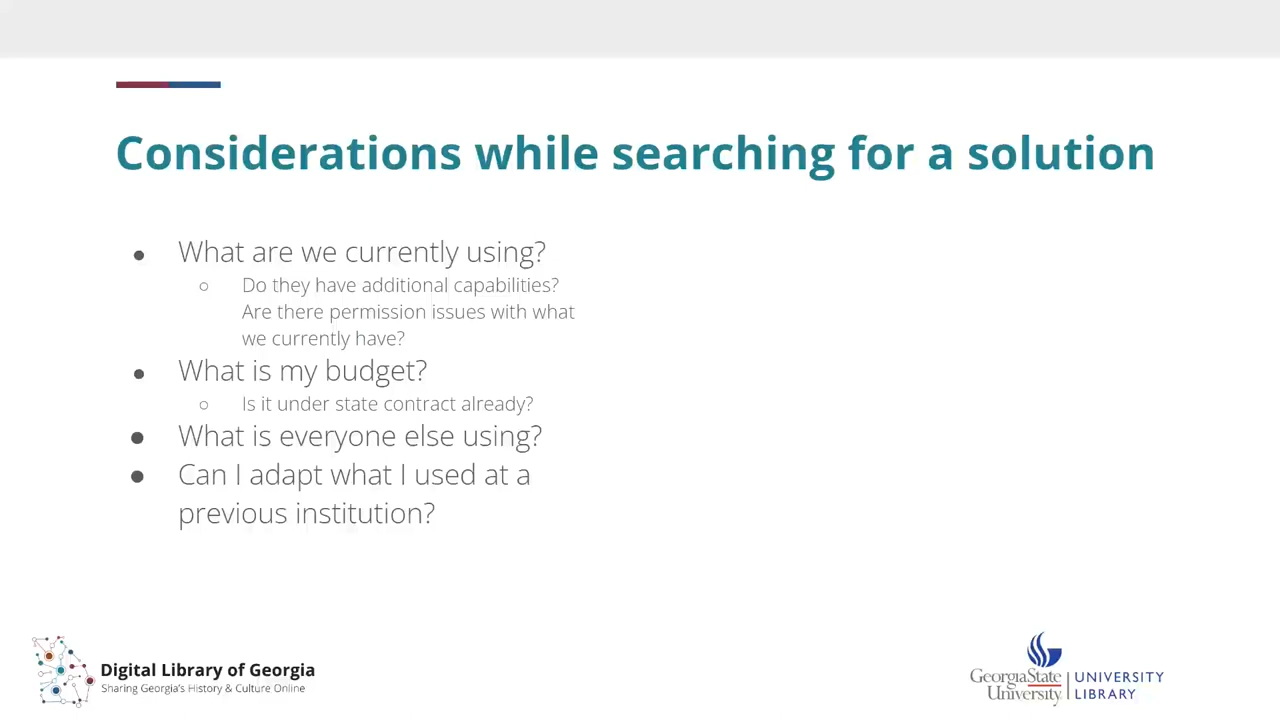 Considerations while searching for a solution
● What are we currently using?
○ Do they have additional capabilities?
Are there permission issues with what
we currently have?
● What is my budget?
○ Is it under state contract already?
● What is everyone else using?
● Can I adapt what I used at a
previous institution?
Digital Library of Georgia
Sharing Georgia's History & Culture Online
GeorgiaState
University
UNIVERSITY
LIBRARY